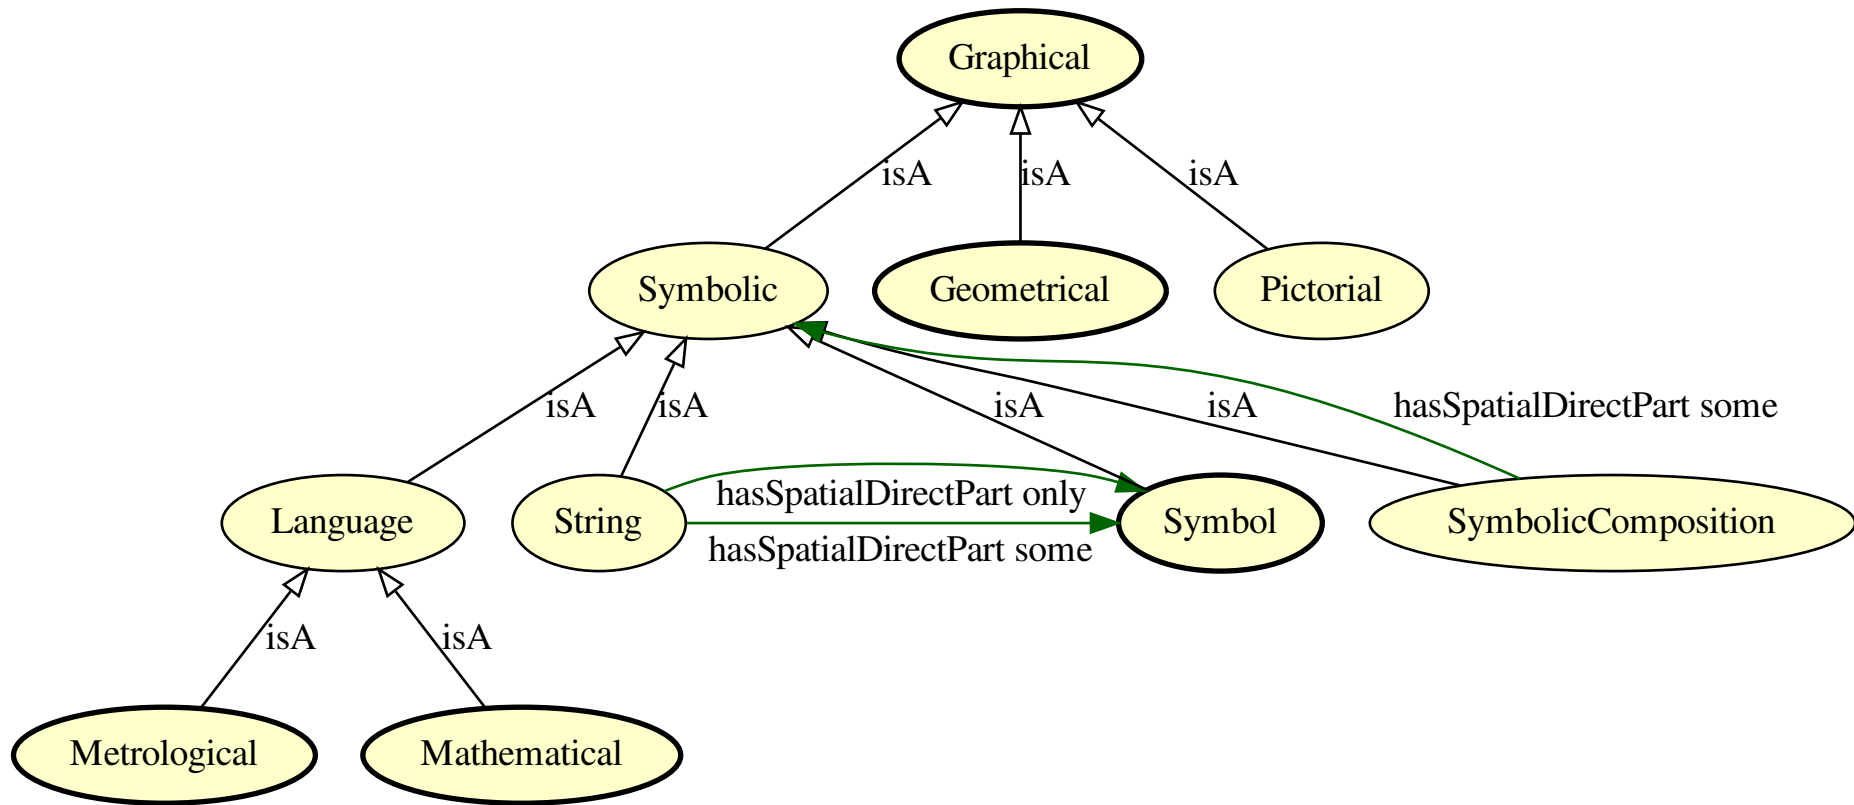 Graphical
isA
isA
isA
Symbolic
Geometrical
Pictorial
isA
isA
isA
isA
hasSpatialDirectPart some
hasSpatialDirectPart only
Language
String
Symbol
SymbolicComposition
hasSpatialDirectPart some
isA
isA
Metrological
Mathematical